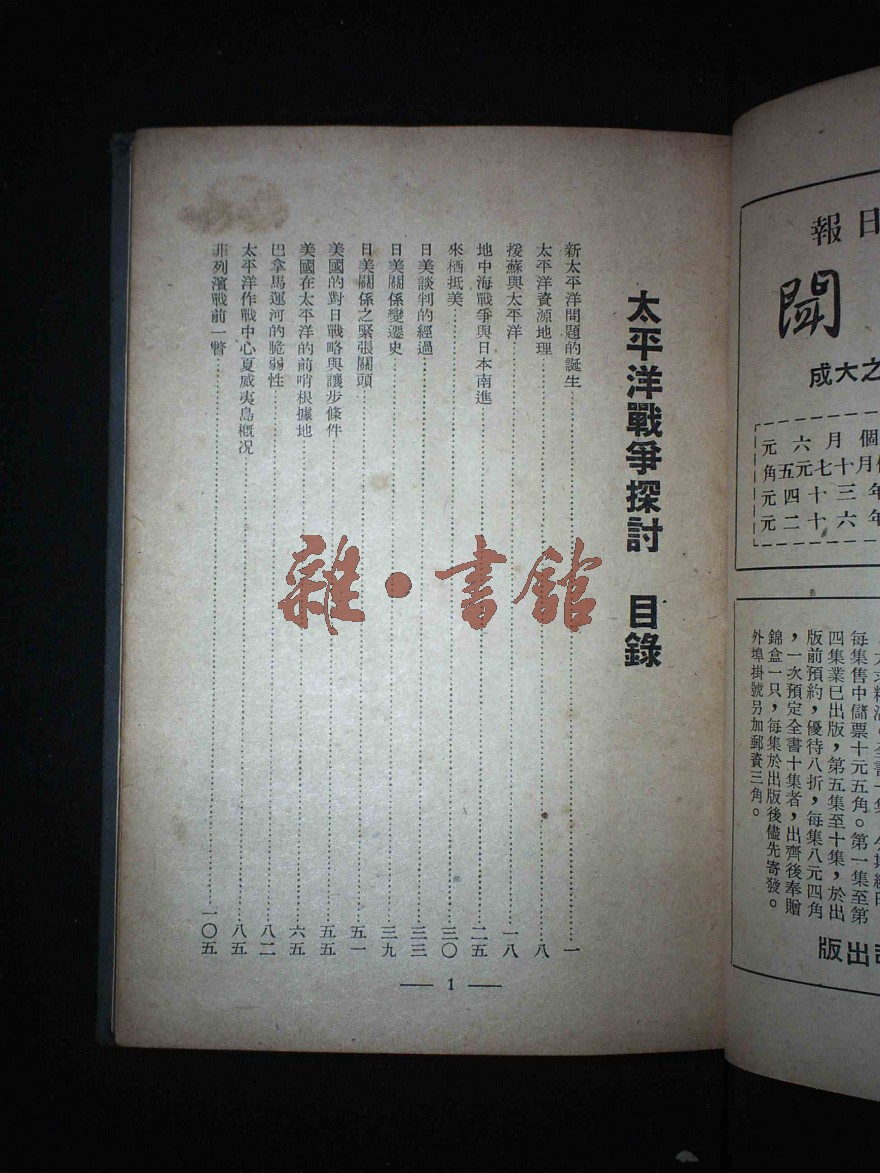 太平洋戰爭探討 目錄
新太平洋問題的誕生……一
太平洋資源地理……八
援蘇與太平洋……一八
地中海戰爭與日本南進……二五
來栖抵美……三〇
日美談判的經過……三三
日美關係變遷史……三九
日美關係之緊張關頭……五一
美國的對日戰略與讓步條件……五五
美國在太平洋的前哨根據地……六五
巴拿馬運河的脆弱性……八二
太平洋作戰中心夏威夷島概況……八五
菲列濱戰前一瞥……一〇五
— 1 —
雜·書館
報日
聞
成大之
元六月個
角五元七十月
元四十三年
元二十六年
每集售中儲票十元五角。第一集至第
四集業已出版,第五集至十集,於出
版前預約,優待八折,每集八元四角
,一次預定全書十集者,出齊後奉贈
錦盒一只,每集於出版後儘先寄發。
外埠掛號另加郵資三角。
版出